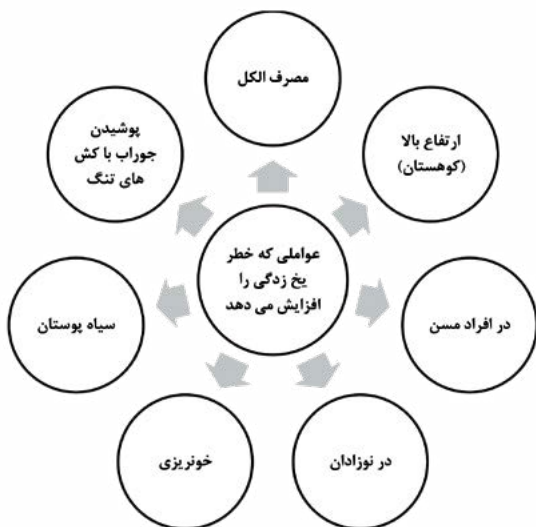 مصرف الکل
ارتفاع بالا
(کوهستان)
در افراد مسن
در نوزادان
خونریزی
سیاه پوستان
پوشیدن
جوراب با کش
های تنگ
عواملی که خطر
یخ زدگی را
افزایش می دهد